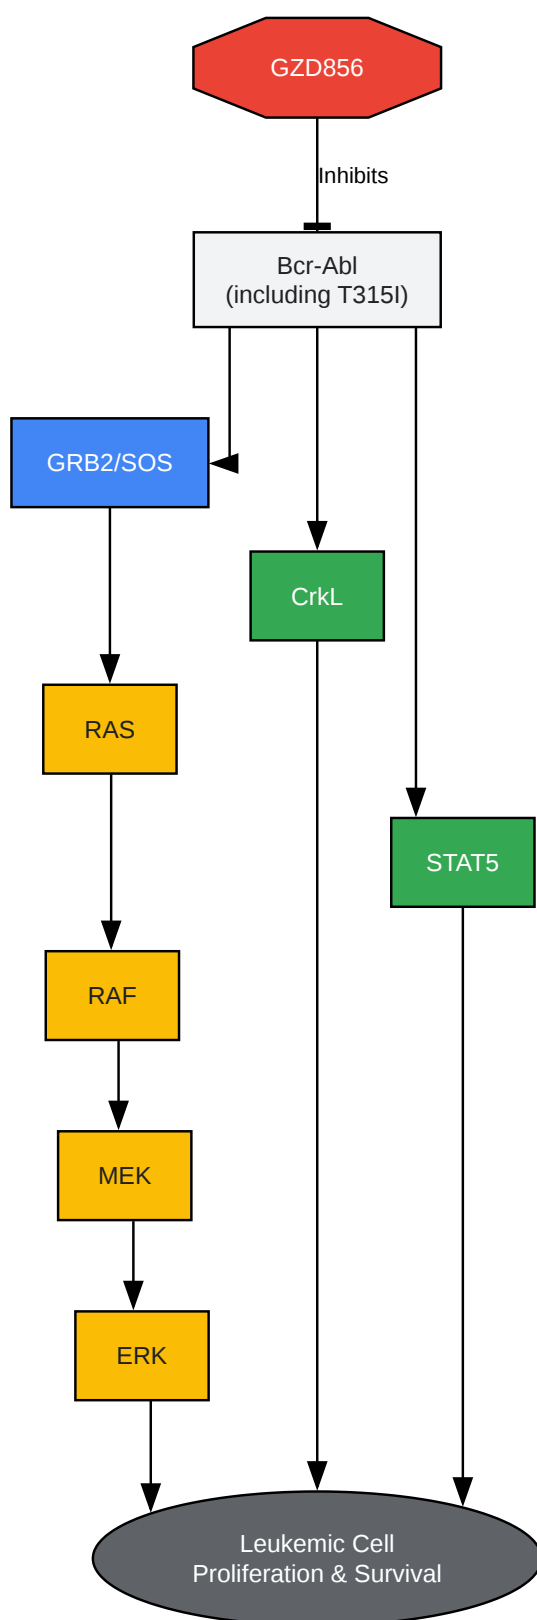 GZD856
Inhibits
Bcr-Abl
(including T315I)
GRB2/SOS
CrkL
RAS
STAT5
RAF
MEK
ERK
Leukemic Cell
Proliferation & Survival